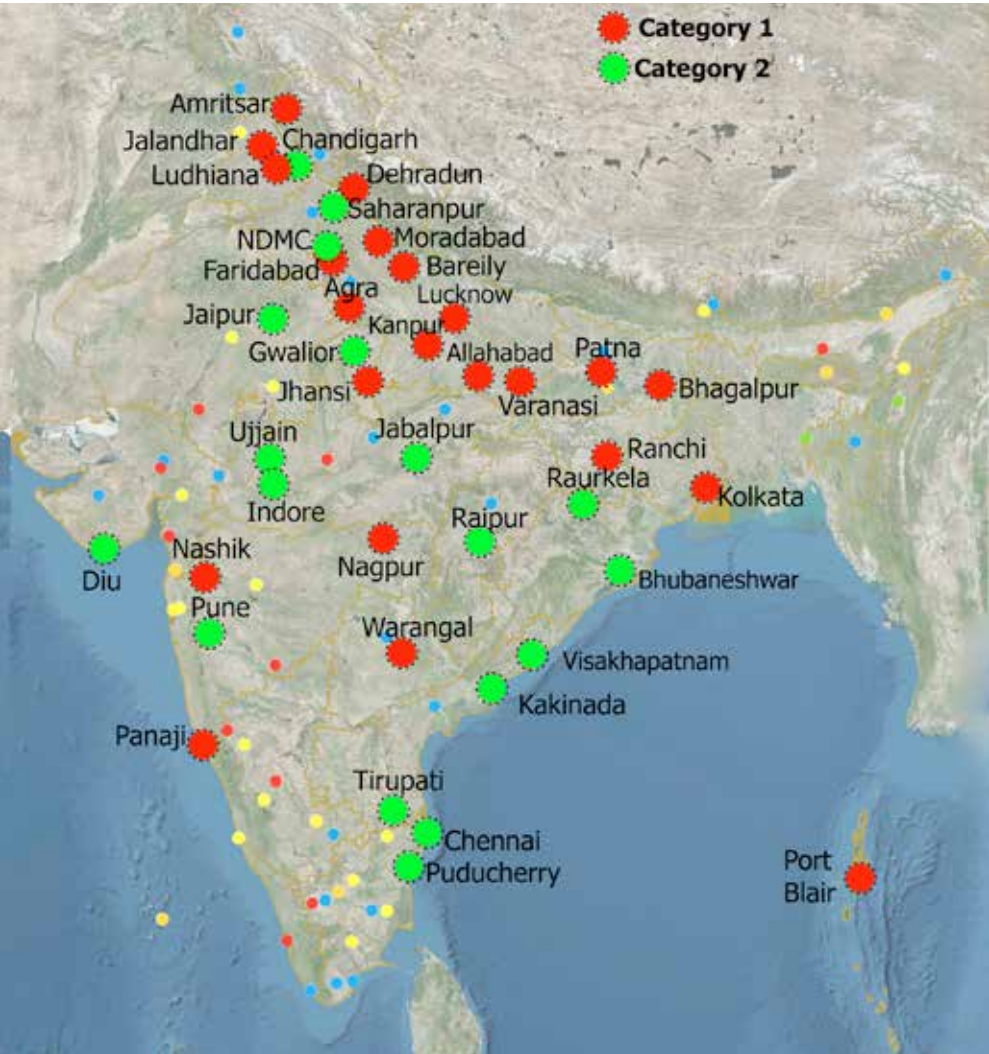 Category 1
Category 2
Amritsar
Jalandhar
Chandigarh
Ludhiana
Dehradun
Saharanpur
NDMC
Moradabad
Faridabad
Bareily
Agra
Lucknow
Jaipur
Kanpur
Gwalior
Allahabad
Patna
Jhansi
Varanasi
Bhagalpur
Ujjain
Jabalpur
Ranchi
Raurkela
Kolkata
Indore
Raipur
Nashik
Nagpur
Diu
Bhubaneshwar
Pune
Warangal
Visakhapatnam
Kakinada
Panaji
Tirupati
Chennai
Puducherry
Port
Blair